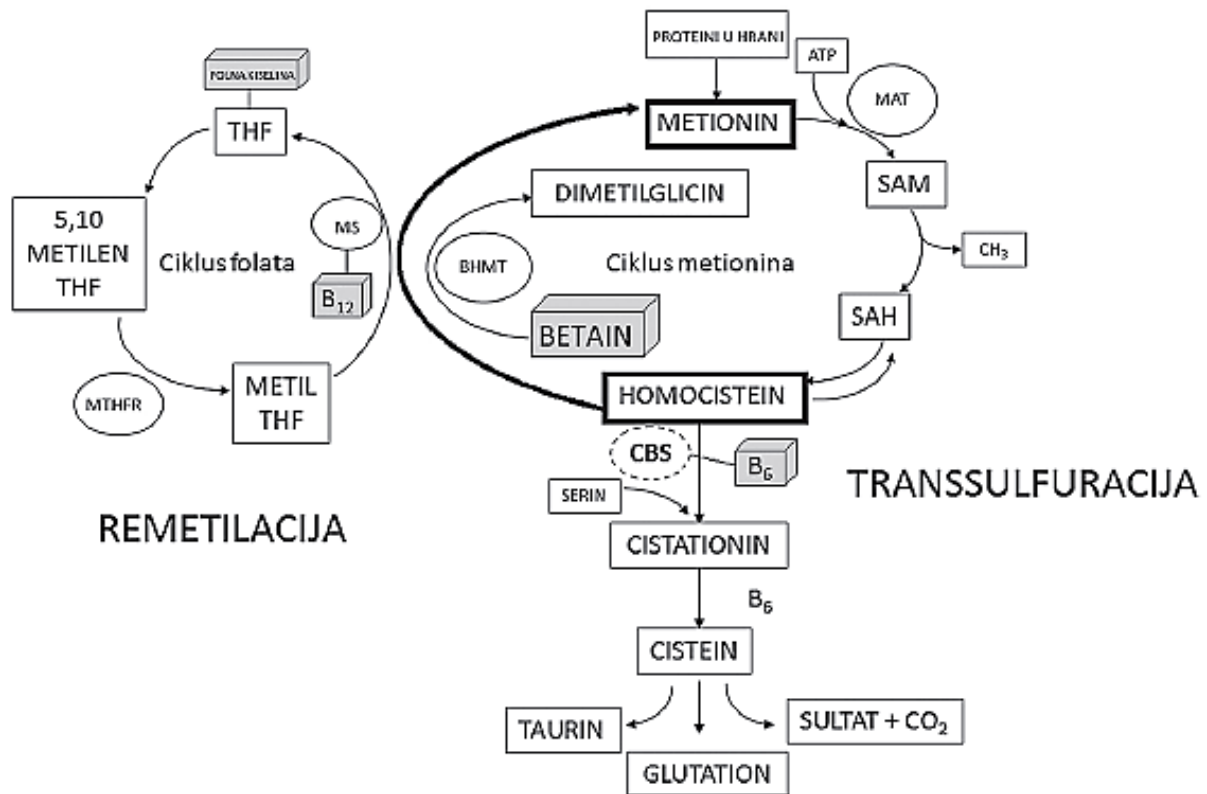 PROTEINI U HRANI
ATP
MAT
METIONIN
FOLNA KISELINA
THF
DIMETILGLICIN
SAM
5,10
METILEN
THF
Ciklus folata
MS
B12
BHMT
Ciklus metionina
CH3
BETAIN
SAH
MTHFR
METIL
THF
HOMOCISTEIN
CBS
B6
SERIN
TRANSSULFURACIJA
REMETILACIJA
CISTATIONIN
B6
CISTEIN
TAURIN
SULTAT + CO2
GLUTATION